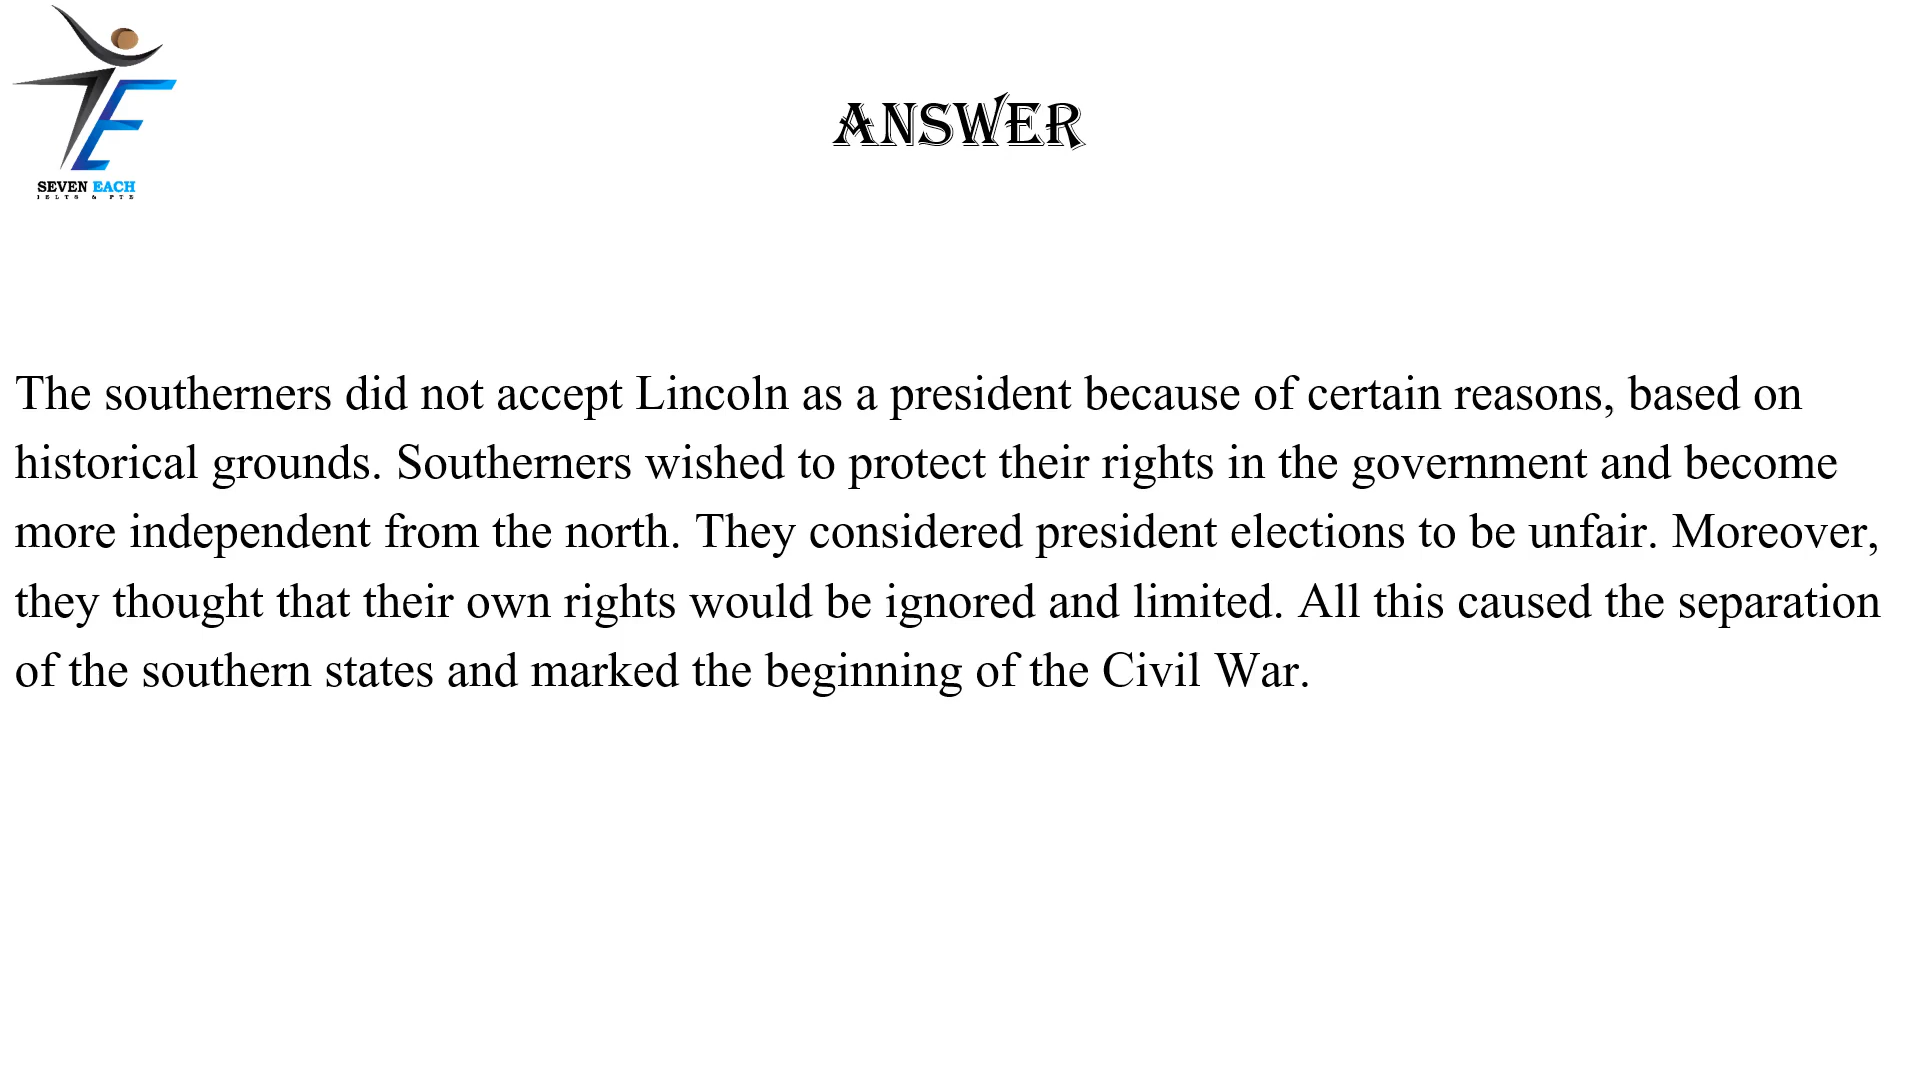 SEVEN EACH
IELTS & PTE
ANSWER
The southerners did not accept Lincoln as a president because of certain reasons, based on
historical grounds. Southerners wished to protect their rights in the government and become
more independent from the north. They considered president elections to be unfair. Moreover,
they thought that their own rights would be ignored and limited. All this caused the separation
of the southern states and marked the beginning of the Civil War.